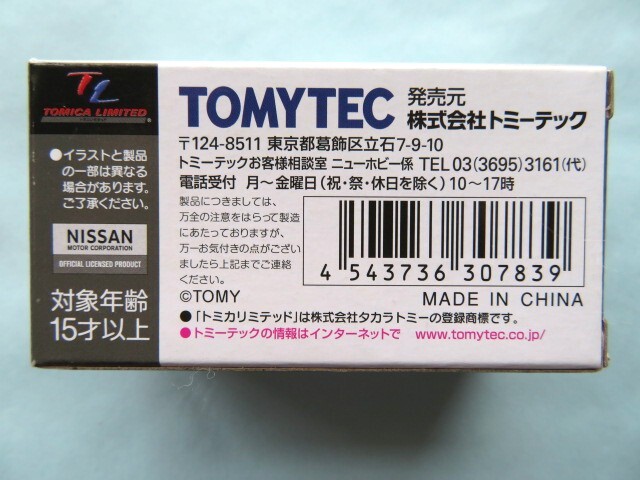 TL
TOMICA LIMITED
●イラストと製品
の一部は異なる
場合があります。
ご了承ください。
NISSAN
MOTOR CORPORATION
OFFICIAL LICENSED PRODUCT
対象年齢
15才以上
TOMYTEC
発売元
株式会社トミーテック
〒124-8511 東京都葛飾区立石7-9-10
トミーテックお客様相談室 ニューホビー係 TEL 03(3695)3161(代)
電話受付 月〜金曜日(祝・祭・休日を除く)10〜17時
製品につきましては、
万全の注意をはらって製造
にあたっておりますが、
万一お気付きの点がござい
ましたら上記までご連絡
ください。
4 543736 307839
©TOMY
MADE IN CHINA
●「トミカリミテッド」は株式会社タカラトミーの登録商標です。
●トミーテックの情報はインターネットで www.tomytec.co.jp/